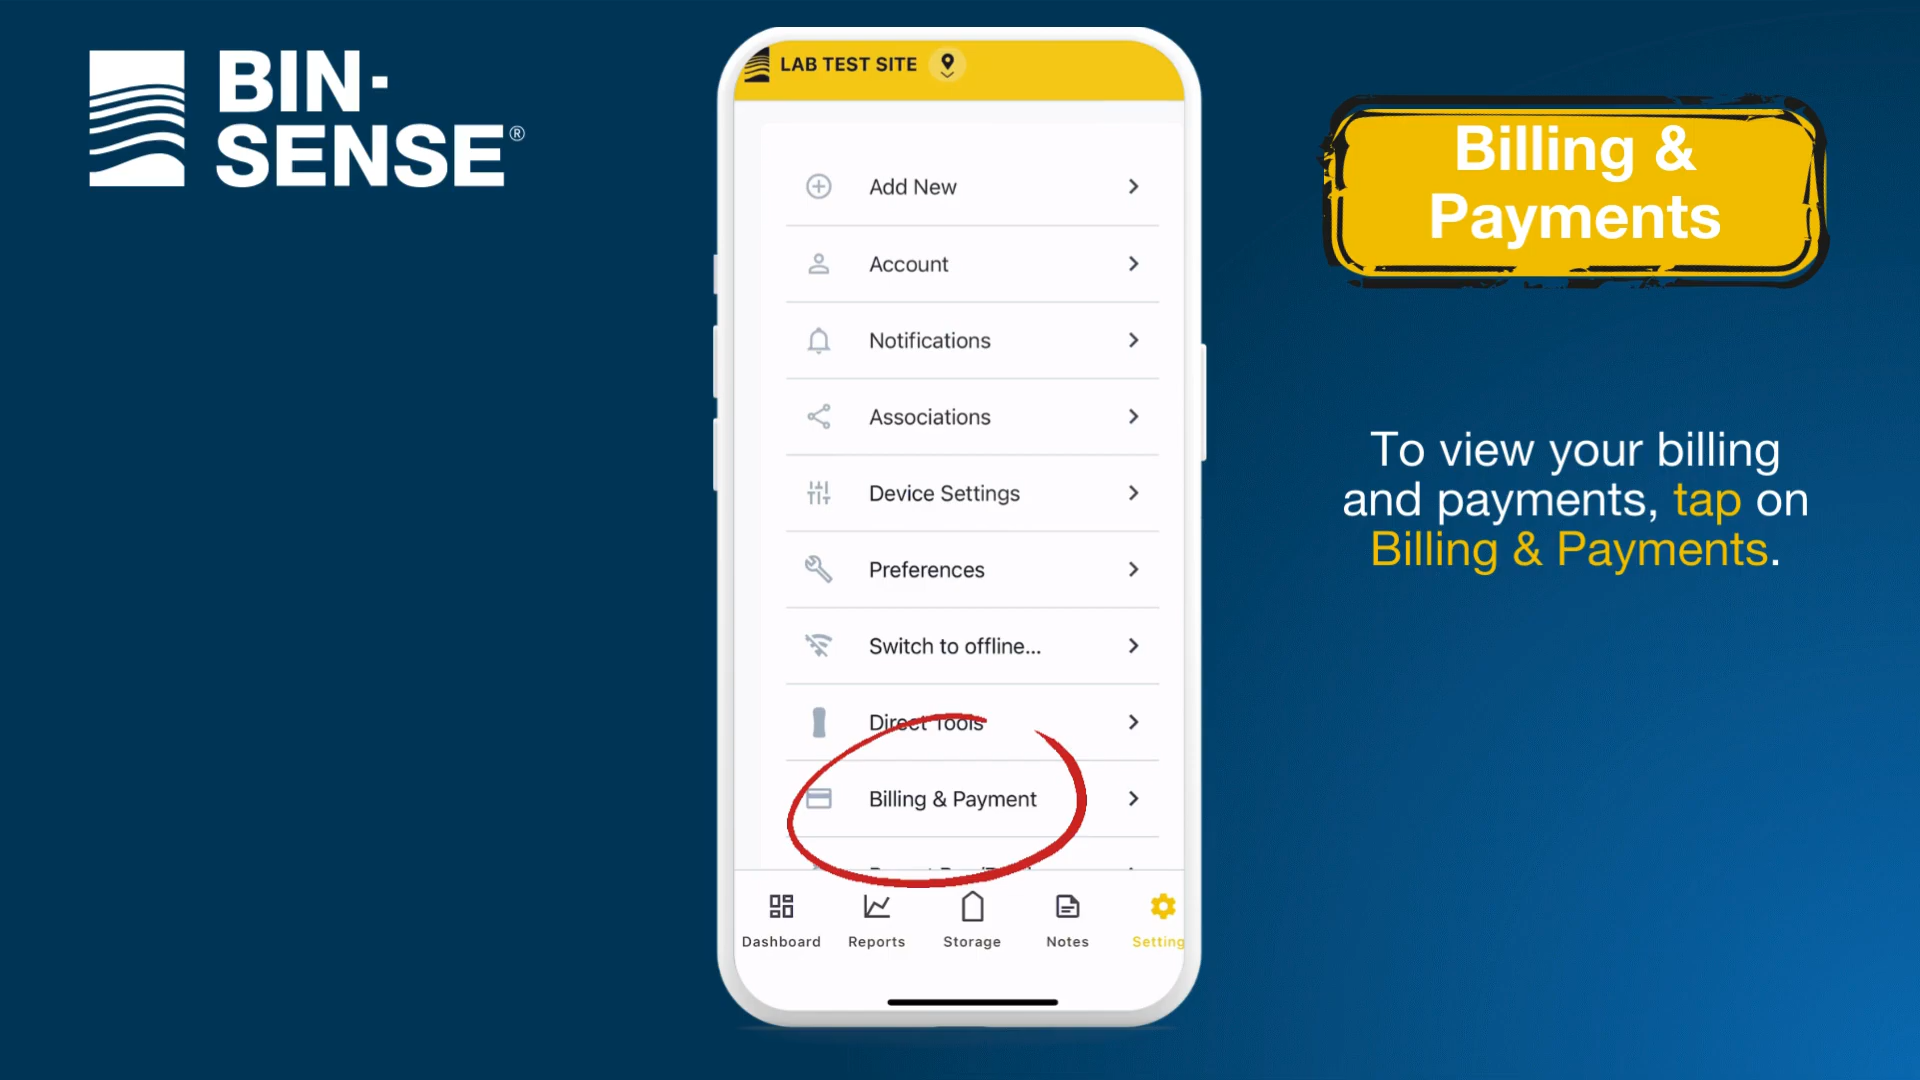 BIN-
SENSE®
LAB TEST SITE
Add New
Account
Notifications
Associations
Device Settings
Preferences
Switch to offline...
Direct Tools
Billing & Payment
Dashboard
Reports
Storage
Notes
Setting
Billing &
Payments
To view your billing
and payments, tap on
Billing & Payments.